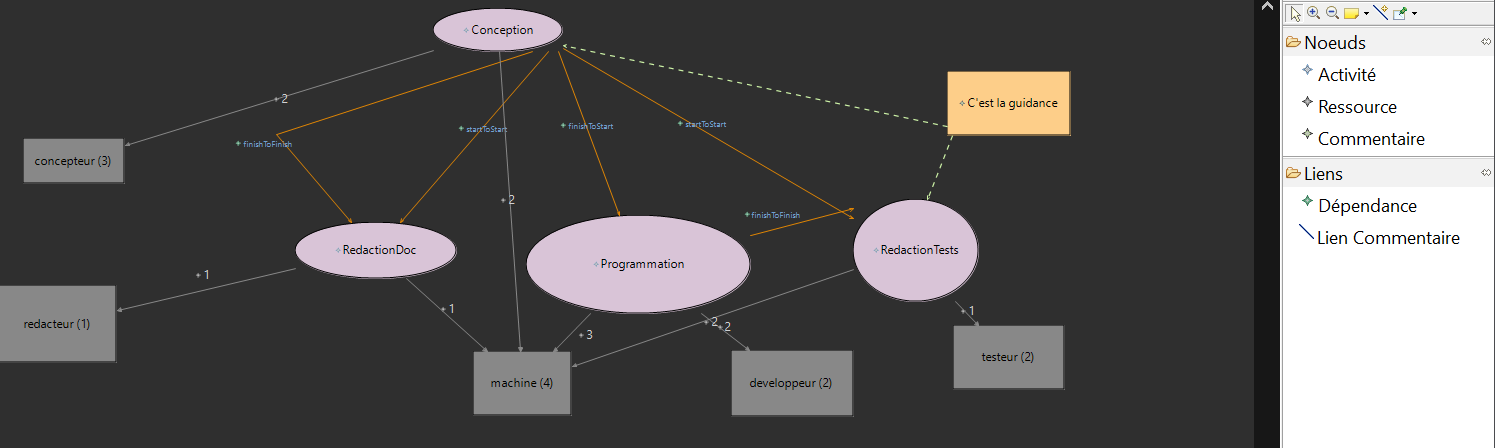 Conception
2
C'est la guidance
startToStart
finishToStart
startToStart
finishToFinish
concepteur (3)
2
finishToFinish
RedactionDoc
Programmation
RedactionTests
1
1
3
2
2
1
redacteur (1)
machine (4)
developpeur (2)
testeur (2)
Noeuds
Activité
Ressource
Commentaire
Liens
Dépendance
Lien Commentaire